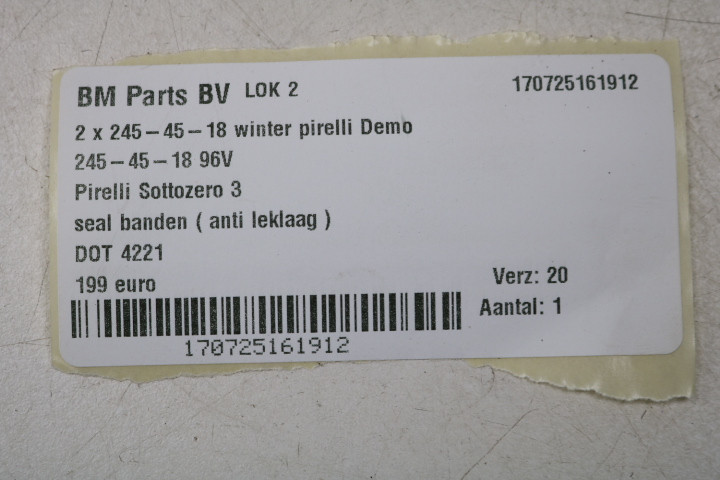 BM Parts BV LOK 2 170725161912
2 x 245-45-18 winter pirelli Demo
245-45-18 96V
Pirelli Sottozero 3
seal banden ( anti leklaag )
DOT 4221
199 euro
Verz: 20
Aantal: 1
170725161912